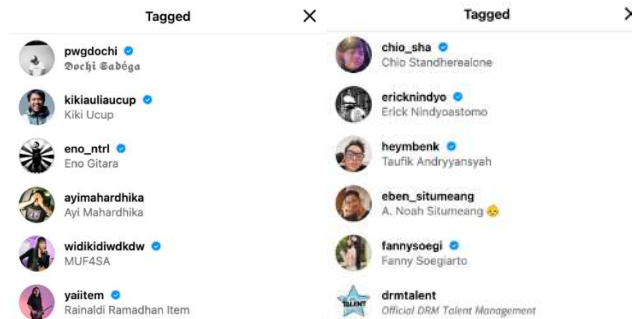 Tagged
pwgdochi
𝕯𝖔𝖈𝖍𝖎 𝕾𝖆𝖉𝖊́𝖌𝖆
kikiauliaucup
Kiki Ucup
eno_ntrl
Eno Gitara
ayimahardhika
Ayi Mahardhika
widikidiwdkdw
MUF4SA
yaiitem
Rainaldi Ramadhan Item
Tagged
chio_sha
Chio Standherealone
ericknindyo
Erick Nindyoastomo
heymbenk
Taufik Andryyansyah
eben_situmeang
A. Noah Situmeang 😔
fannysoegi
Fanny Soegiarto
TALENT
drmtalent
Official DRM Talent Management